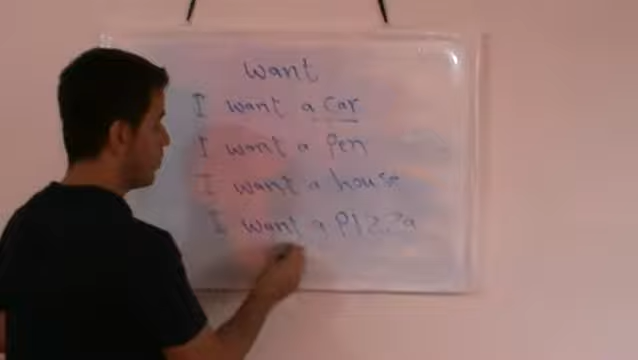 want
I want a car
I want a pen
I want a house
I want a PIZZa